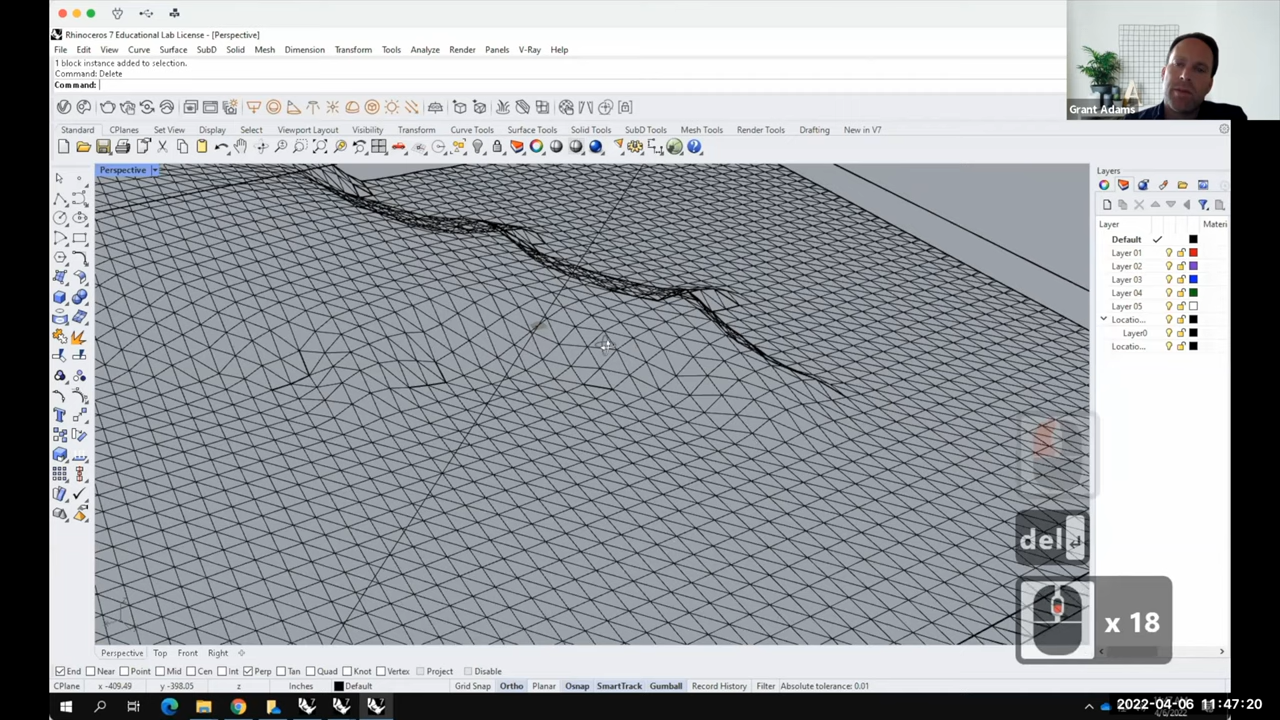 Rhinoceros 7 Educational Lab License - [Perspective]
File Edit View Curve Surface SubD Solid Mesh Dimension Transform Tools Analyze Render Panels V-Ray Help
1 block instance added to selection.
Command: Delete
Command:
Grant Adams
Standard CPlanes Set View Display Select Viewport Layout Visibility Transform Curve Tools Surface Tools Solid Tools SubD Tools Mesh Tools Render Tools Drafting New in V7
Perspective
Layers
Layer Materi
Default
Layer 01
Layer 02
Layer 03
Layer 04
Layer 05
Locatio...
Layer0
Locatio...
del
x 18
Perspective Top Front Right
End Near Point Mid Cen Int Perp Tan Quad Knot Vertex Project Disable
CPlane x -409.49 y -398.05 z Inches Default Grid Snap Ortho Planar Osnap SmartTrack Gumball Record History Filter Absolute tolerance: 0.01
2022-04-06 11:47:20